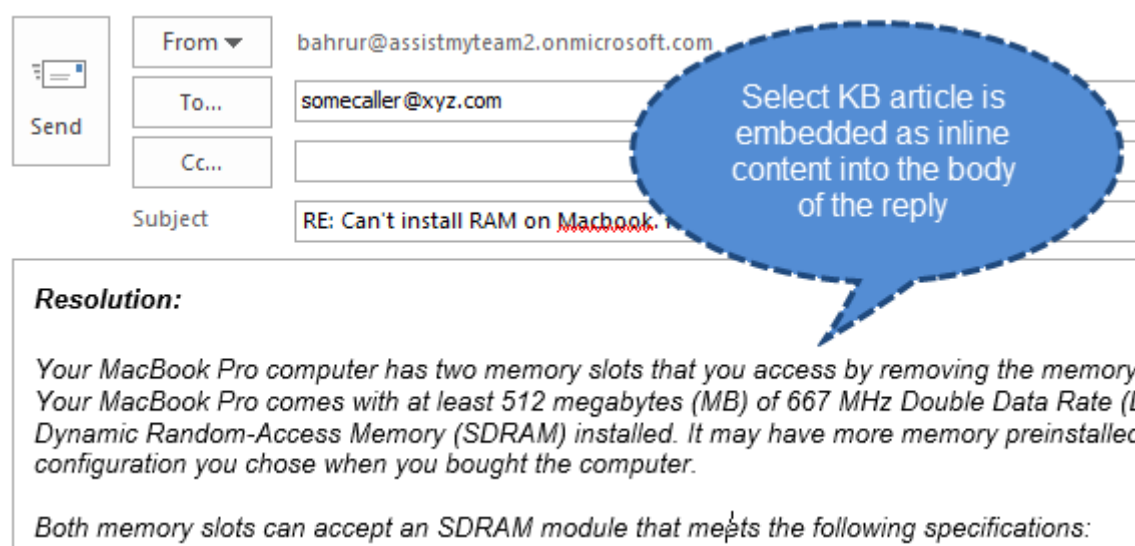 From
bahrur@assistmyteam2.onmicrosoft.com
To...
somecaller@xyz.com
Send
Cc...
Subject
RE: Can't install RAM on Macbook.
Select KB article is
embedded as inline
content into the body
of the reply
Resolution:
Your MacBook Pro computer has two memory slots that you access by removing the memory
Your MacBook Pro comes with at least 512 megabytes (MB) of 667 MHz Double Data Rate
Dynamic Random-Access Memory (SDRAM) installed. It may have more memory preinstalled
configuration you chose when you bought the computer.
Both memory slots can accept an SDRAM module that meets the following specifications: